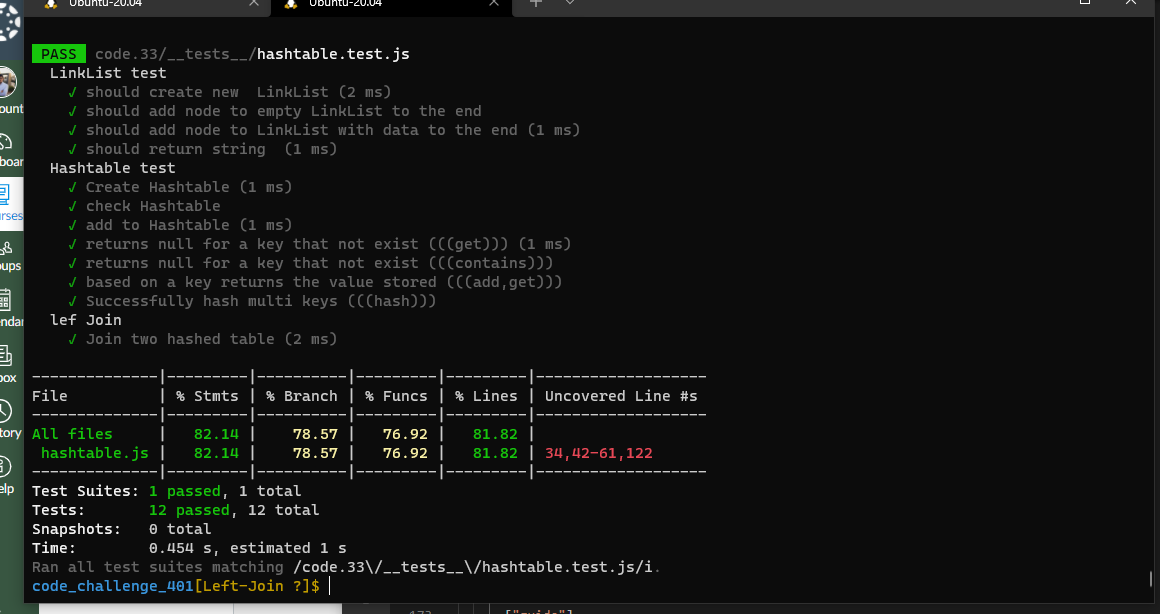 Ubuntu-20.04
Ubuntu-20.04
PASS code.33/__tests__/hashtable.test.js
LinkList test
√ should create new  LinkList (2 ms)
√ should add node to empty LinkList to the end
√ should add node to LinkList with data to the end (1 ms)
√ should return string  (1 ms)
Hashtable test
√ Create Hashtable (1 ms)
√ check Hashtable
√ add to Hashtable (1 ms)
√ returns null for a key that not exist (((get))) (1 ms)
√ returns null for a key that not exist (((contains)))
√ based on a key returns the value stored (((add,get)))
√ Successfully hash multi keys (((hash)))
lef Join
√ Join two hashed table (2 ms)
--------------|---------|----------|---------|---------|-------------------
File          | % Stmts | % Branch | % Funcs | % Lines | Uncovered Line #s
--------------|---------|----------|---------|---------|-------------------
All files     |   82.14 |    78.57 |   76.92 |   81.82 |
hashtable.js |   82.14 |    78.57 |   76.92 |   81.82 | 34,42-61,122
--------------|---------|----------|---------|---------|-------------------
Test Suites: 1 passed, 1 total
Tests:       12 passed, 12 total
Snapshots:   0 total
Time:        0.454 s, estimated 1 s
Ran all test suites matching /code.33\/__tests__\/hashtable.test.js/i.
code_challenge_401[Left-Join ?]$
ount
boar
urses
oups
endar
box
tory
elp